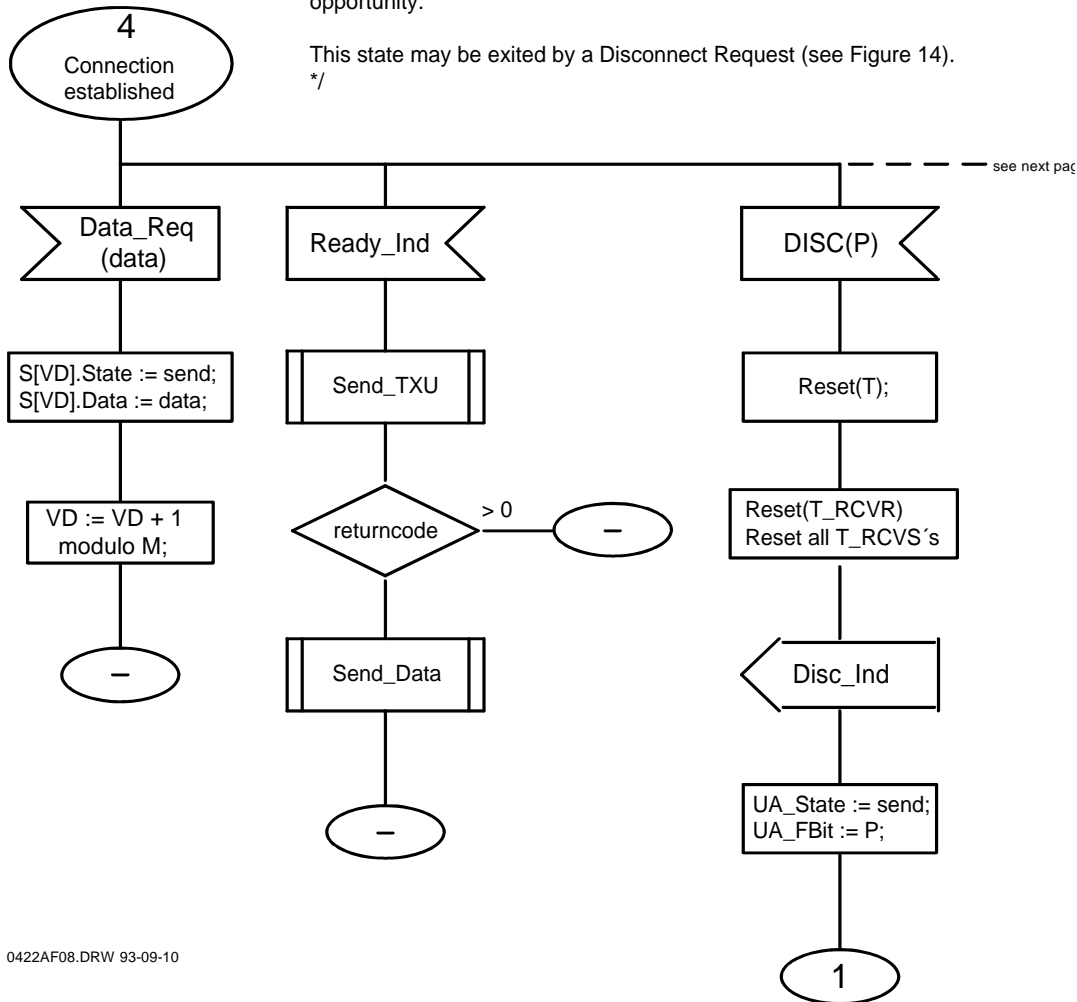 opportunity.
This state may be exited by a Disconnect Request (see Figure 14).
*/
4
Connection
established
see next pag
Data_Req
(data)
S[VD].State := send;
S[VD].Data := data;
VD := VD + 1
modulo M;
–
Ready_Ind
Send_TXU
returncode
> 0
–
Send_Data
–
DISC(P)
Reset(T);
Reset(T_RCVR)
Reset all T_RCVS´s
Disc_Ind
UA_State := send;
UA_FBit := P;
1
0422AF08.DRW 93-09-10